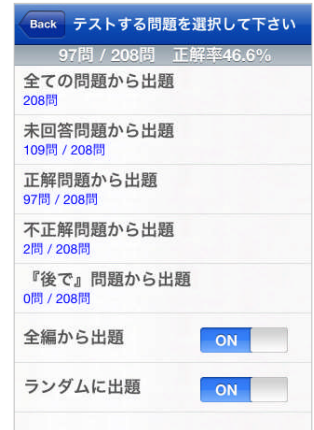 Back テストする問題を選択して下さい
97問 / 208問 正解率46.6%
全ての問題から出題
208問
未回答問題から出題
109問 / 208問
正解問題から出題
97問 / 208問
不正解問題から出題
2問 / 208問
『後で』問題から出題
0問 / 208問
全編から出題 ON
ランダムに出題 ON